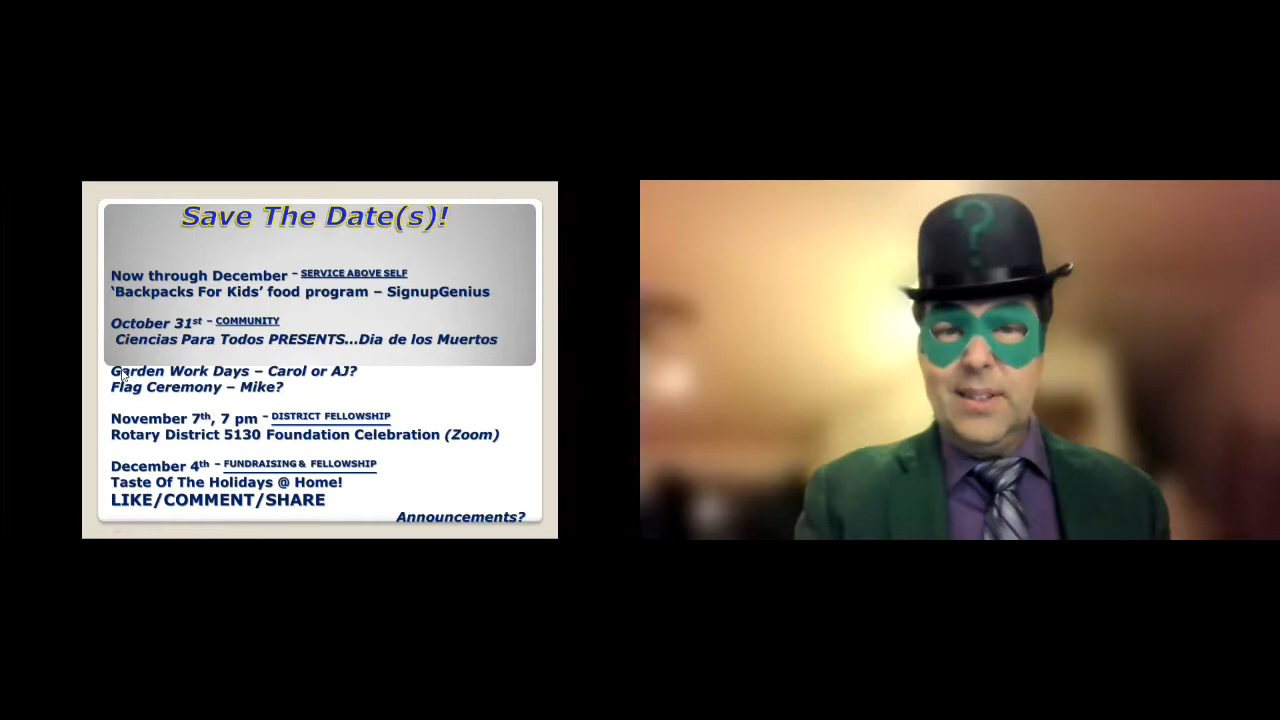 Save The Date(s)!
Now through December – SERVICE ABOVE SELF
‘Backpacks For Kids’ food program – SignupGenius
October 31st – COMMUNITY
Ciencias Para Todos PRESENTS...Dia de los Muertos
Garden Work Days – Carol or AJ?
Flag Ceremony – Mike?
November 7th, 7 pm – DISTRICT FELLOWSHIP
Rotary District 5130 Foundation Celebration (Zoom)
December 4th – FUNDRAISING & FELLOWSHIP
Taste Of The Holidays @ Home!
LIKE/COMMENT/SHARE
Announcements?
?